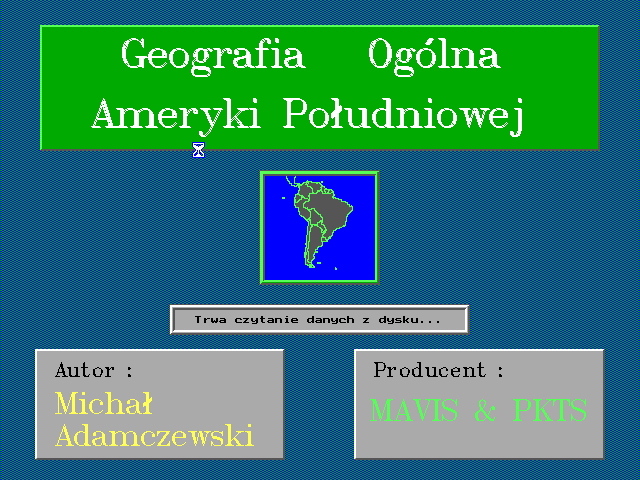 Geografia Ogólna
Ameryki Południowej
Trwa czytanie danych z dysku...
Autor :
Michał
Adamczewski
Producent :
MAVIS & PKTS